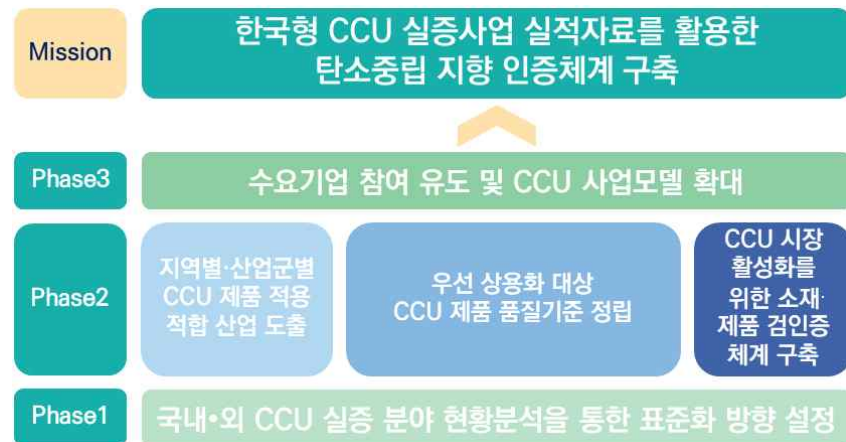 Mission
한국형 CCU 실증사업 실적자료를 활용한
탄소중립 지향 인증체계 구축
Phase3
수요기업 참여 유도 및 CCU 사업모델 확대
Phase2
지역별·산업군별
CCU 제품 적용
적합 산업 도출
우선 상용화 대상
CCU 제품 품질기준 정립
CCU 시장
활성화를
위한 소재·
제품 검인증
체계 구축
Phase1
국내•외 CCU 실증 분야 현황분석을 통한 표준화 방향 설정